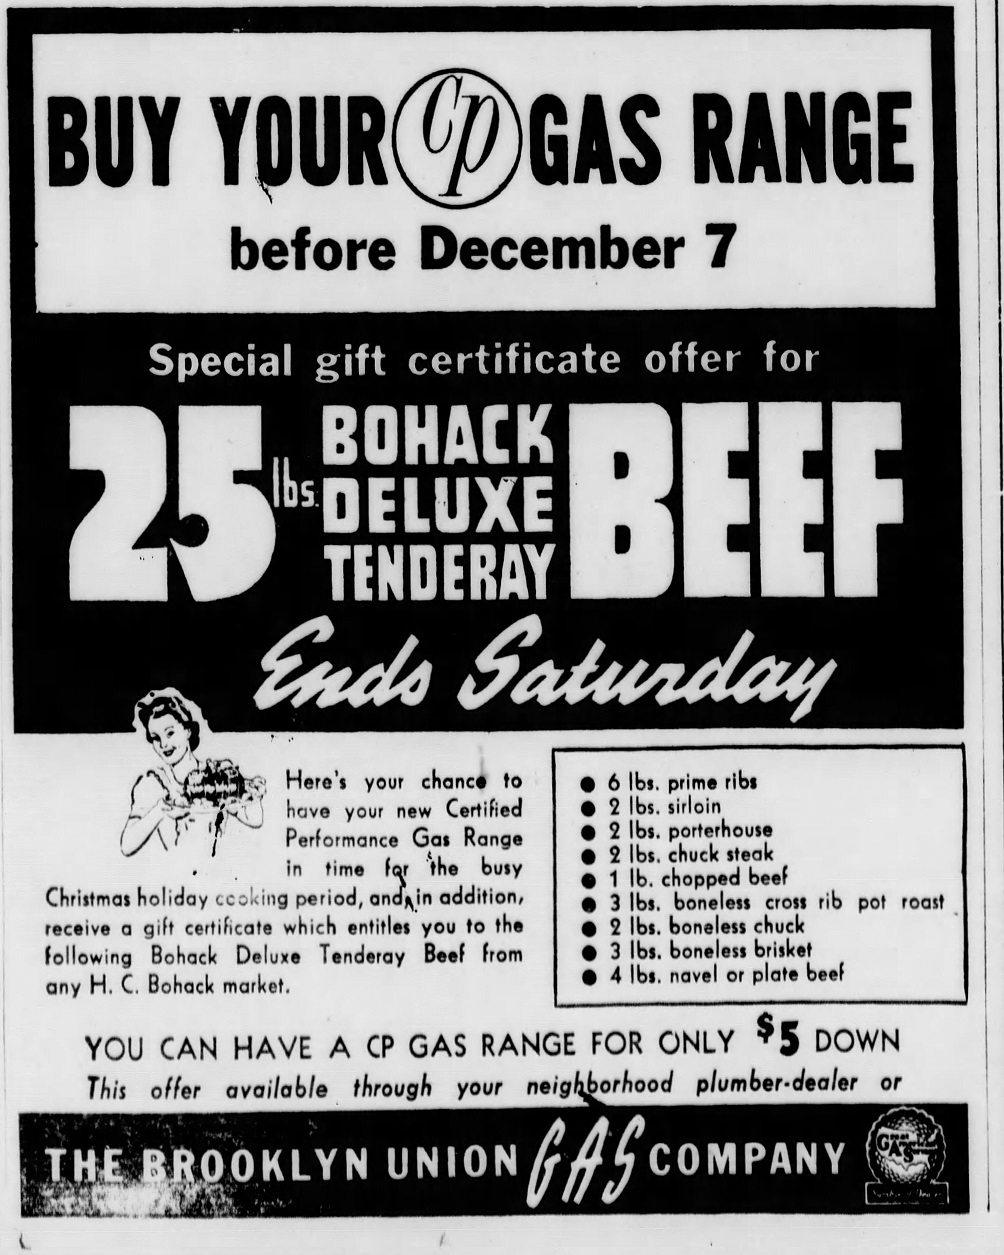 BUY YOUR CP GAS RANGE
before December 7
Special gift certificate offer for
25 lbs. BOHACK DELUXE TENDERAY BEEF
Ends Saturday
Here's your chance to
have your new Certified
Performance Gas Range
in time for the busy
Christmas holiday cooking period, and, in addition,
receive a gift certificate which entitles you to the
following Bohack Deluxe Tenderay Beef from
any H. C. Bohack market.
● 6 lbs. prime ribs
● 2 lbs. sirloin
● 2 lbs. porterhouse
● 2 lbs. chuck steak
● 1 lb. chopped beef
● 3 lbs. boneless cross rib pot roast
● 2 lbs. boneless chuck
● 3 lbs. boneless brisket
● 4 lbs. navel or plate beef
YOU CAN HAVE A CP GAS RANGE FOR ONLY $5 DOWN
This offer available through your neighborhood plumber-dealer or
THE BROOKLYN UNION GAS COMPANY
GAS